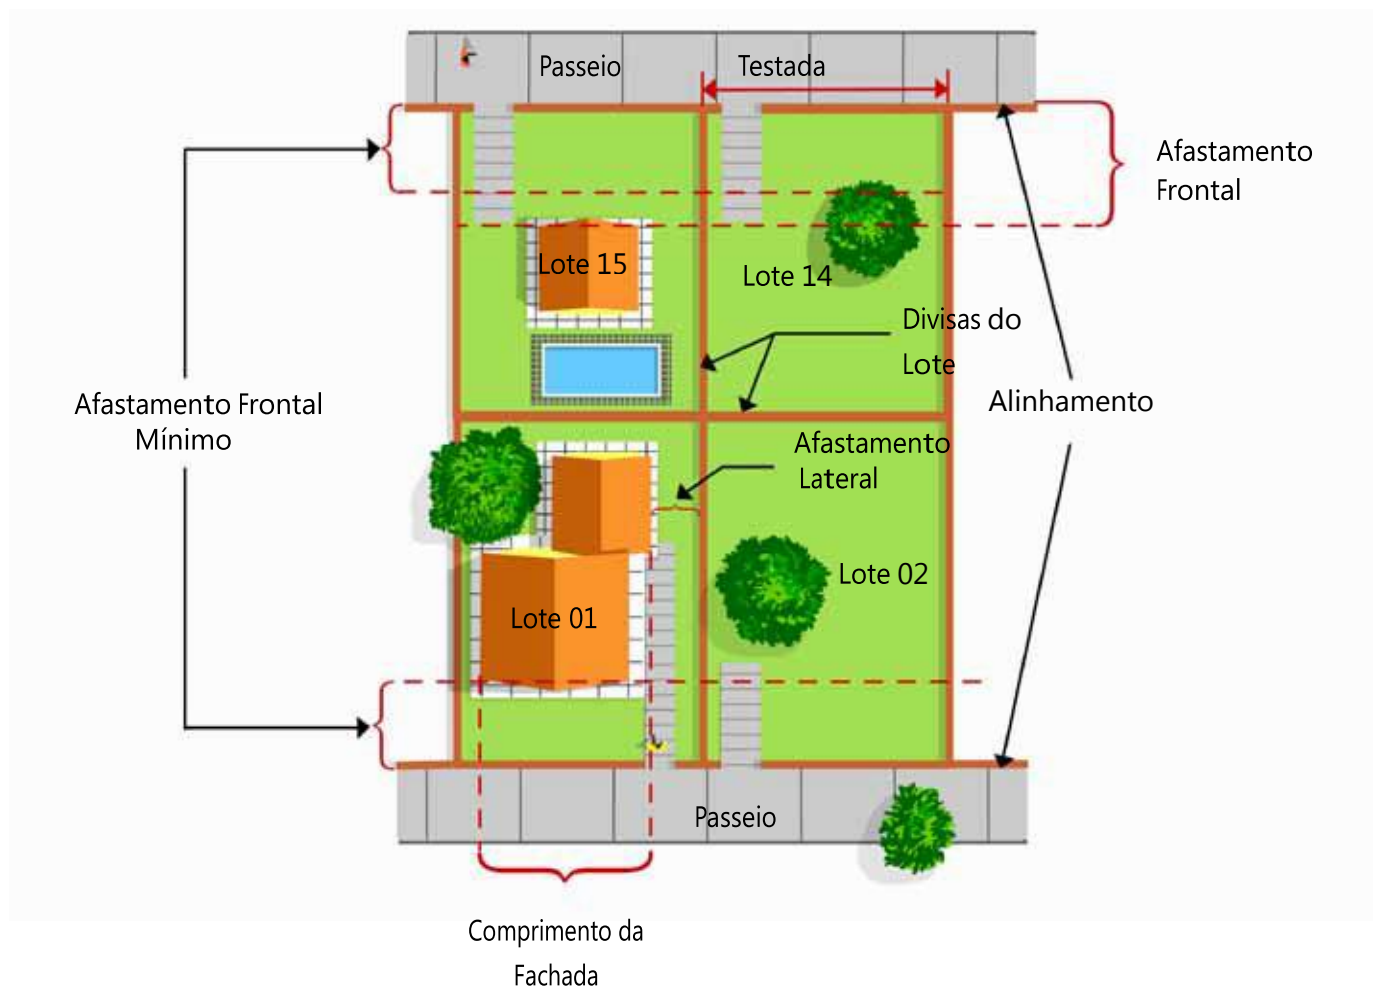 Passeio
Testada
Afastamento
Frontal
Lote 15
Lote 14
Divisas do
Lote
Afastamento Frontal
Mínimo
Alinhamento
Afastamento
Lateral
Lote 02
Lote 01
Passeio
Comprimento da
Fachada